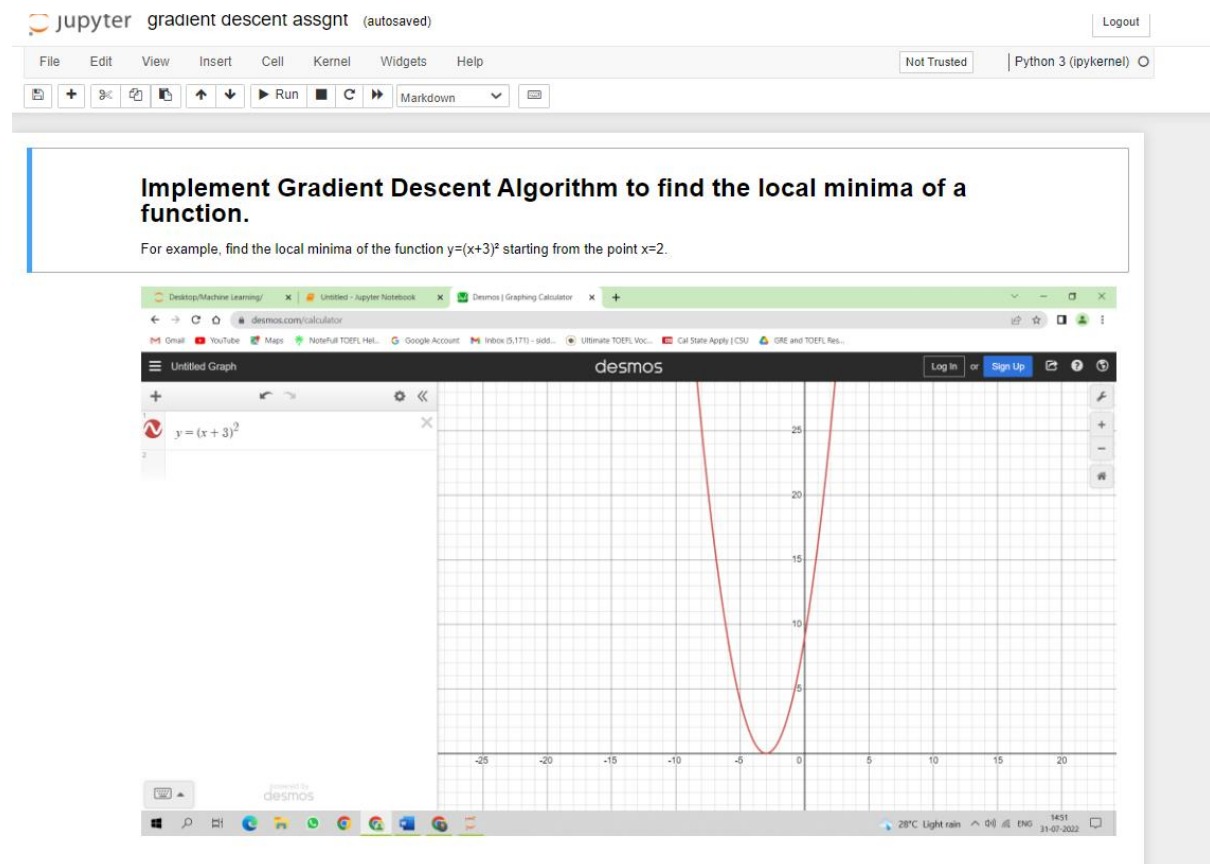 jupyter gradient descent assgnt (autosaved)
Logout
File Edit View Insert Cell Kernel Widgets Help
Not Trusted
Python 3 (ipykernel)
Run
Markdown
Implement Gradient Descent Algorithm to find the local minima of a
function.
For example, find the local minima of the function y=(x+3)² starting from the point x=2.
Desktop/Machine Learning/ Untitled - Jupyter Notebook Desmos | Graphing Calculator
desmos.com/calculator
Gmail YouTube Maps NoteFull TOEFL Hel... Google Account Inbox (5,171) - sidd... Ultimate TOEFL Voc... Cal State Apply | CSU GRE and TOEFL Res...
Untitled Graph
desmos
Log In or Sign Up
1
y = (x + 3)²
2
25
20
15
10
5
-25 -20 -15 -10 -5 0 5 10 15 20
powered by
desmos
28°C Light rain
ENG
14:51
31-07-2022